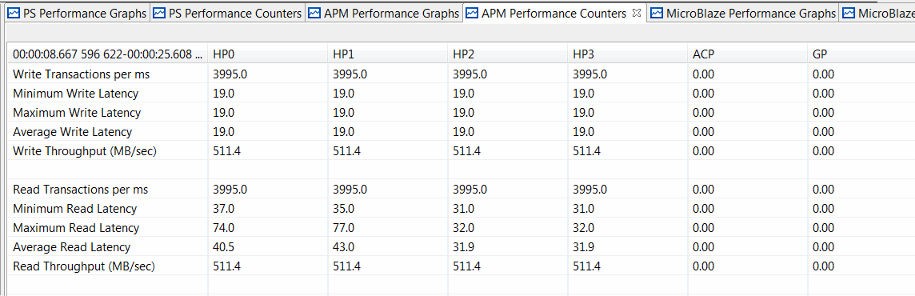 PS Performance Graphs PS Performance Counters APM Performance Graphs APM Performance Counters MicroBlaze Performance Graphs MicroBlaze
00:00:08.667 596 622-00:00:25.608 ... HP0 HP1 HP2 HP3 ACP GP
Write Transactions per ms 3995.0 3995.0 3995.0 3995.0 0.00 0.00
Minimum Write Latency 19.0 19.0 19.0 19.0 0.00 0.00
Maximum Write Latency 19.0 19.0 19.0 19.0 0.00 0.00
Average Write Latency 19.0 19.0 19.0 19.0 0.00 0.00
Write Throughput (MB/sec) 511.4 511.4 511.4 511.4 0.00 0.00
Read Transactions per ms 3995.0 3995.0 3995.0 3995.0 0.00 0.00
Minimum Read Latency 37.0 35.0 31.0 31.0 0.00 0.00
Maximum Read Latency 74.0 77.0 32.0 32.0 0.00 0.00
Average Read Latency 40.5 43.0 31.9 31.9 0.00 0.00
Read Throughput (MB/sec) 511.4 511.4 511.4 511.4 0.00 0.00